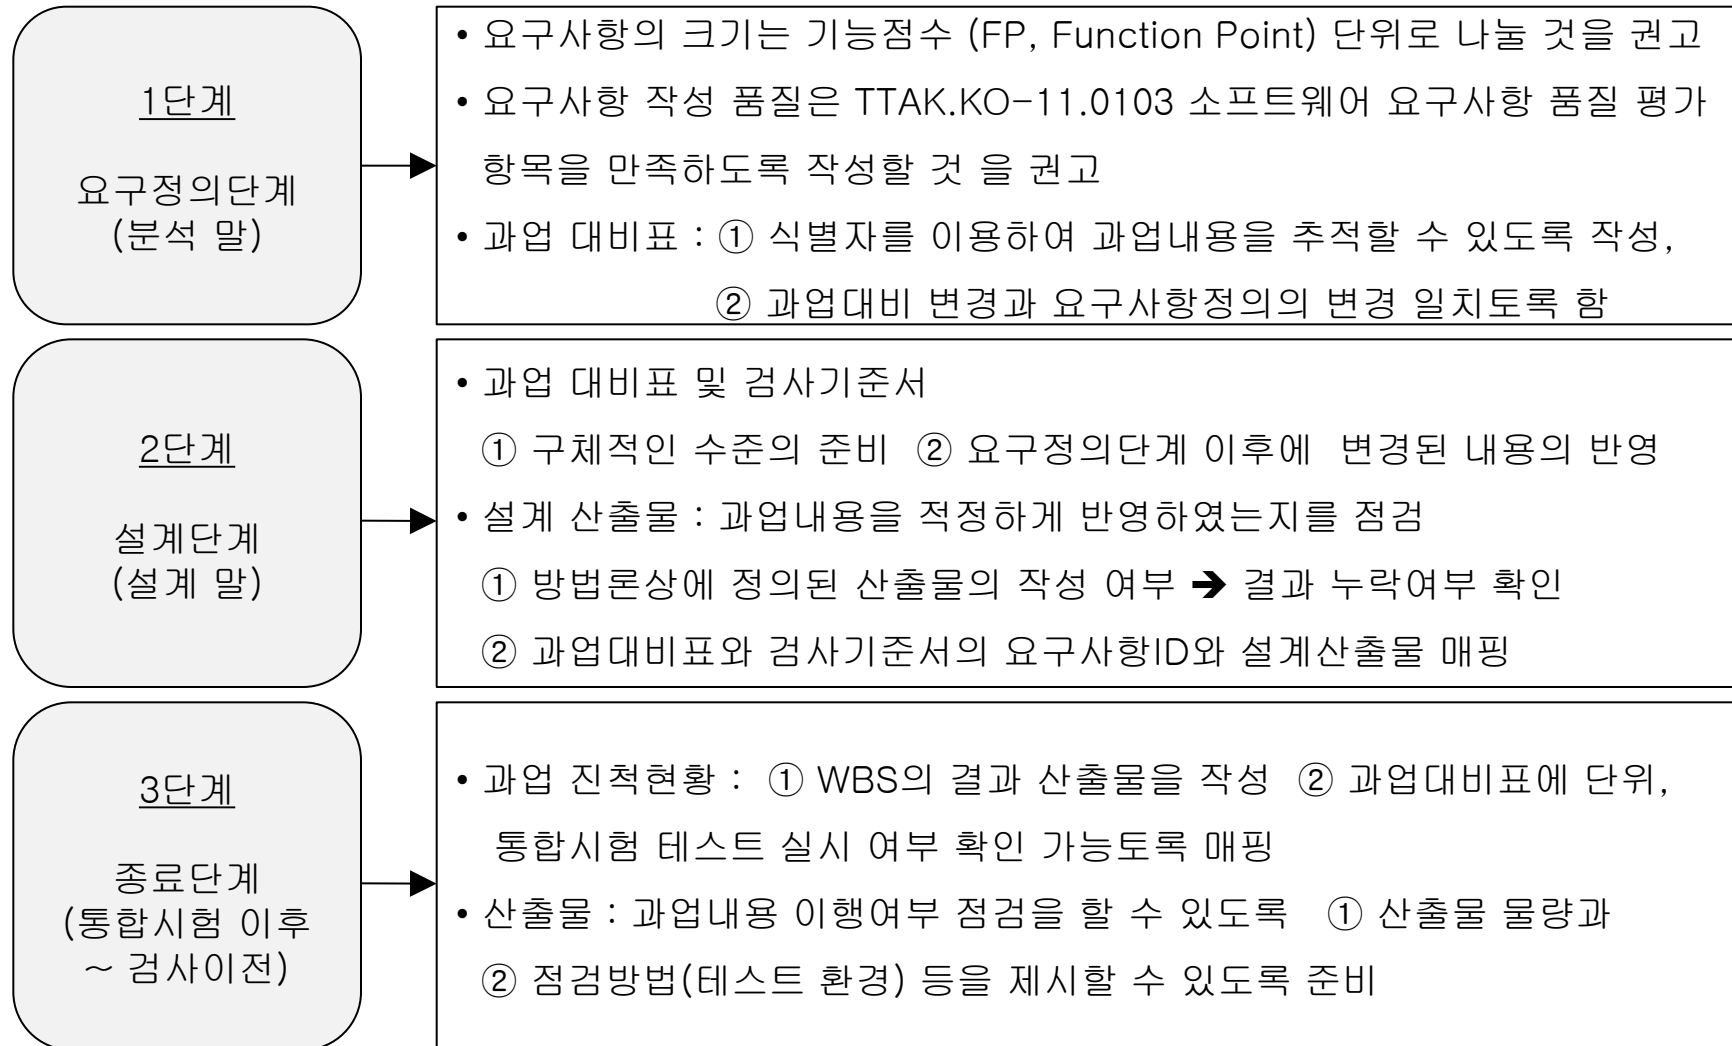 1단계
요구정의단계
(분석 말)
• 요구사항의 크기는 기능점수 (FP, Function Point) 단위로 나눌 것을 권고
• 요구사항 작성 품질은 TTAK.KO-11.0103 소프트웨어 요구사항 품질 평가
항목을 만족하도록 작성할 것 을 권고
• 과업 대비표 : ① 식별자를 이용하여 과업내용을 추적할 수 있도록 작성,
② 과업대비 변경과 요구사항정의의 변경 일치토록 함
2단계
설계단계
(설계 말)
• 과업 대비표 및 검사기준서
① 구체적인 수준의 준비 ② 요구정의단계 이후에 변경된 내용의 반영
• 설계 산출물 : 과업내용을 적정하게 반영하였는지를 점검
① 방법론상에 정의된 산출물의 작성 여부 ➔ 결과 누락여부 확인
② 과업대비표와 검사기준서의 요구사항ID와 설계산출물 매핑
3단계
종료단계
(통합시험 이후
~ 검사이전)
• 과업 진척현황 : ① WBS의 결과 산출물을 작성 ② 과업대비표에 단위,
통합시험 테스트 실시 여부 확인 가능토록 매핑
• 산출물 : 과업내용 이행여부 점검을 할 수 있도록 ① 산출물 물량과
② 점검방법(테스트 환경) 등을 제시할 수 있도록 준비